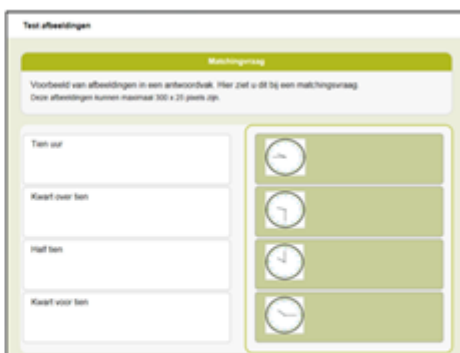 Test afbeeldingen
Matchingvraag
Voorbeeld van afbeeldingen in een antwoordvak. Hier ziet u dit bij een matchingsvraag.
Deze afbeeldingen kunnen maximaal 300 x 25 pixels zijn.
Tien uur
Kwart over tien
Half tien
Kwart voor tien